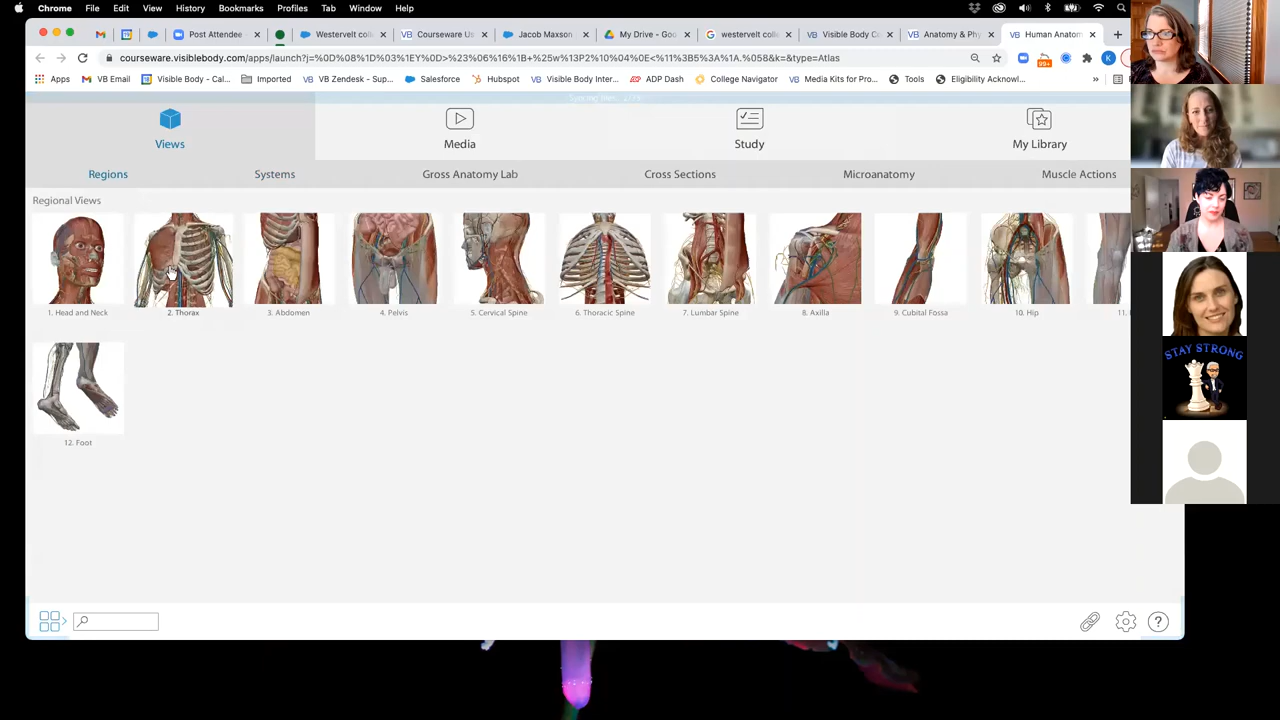 Chrome File Edit View History Bookmarks Profiles Tab Window Help
Post Attendee Westervelt coll Courseware Us Jacob Maxson My Drive - Goo westervelt coll Visible Body Co Anatomy & Phy Human Anatom
courseware.visiblebody.com/apps/launch?j=%0D%08%1D%03%1EY%0D>%23%06%16%1B+%25w%13P2%10%04%0E<%11%3B5%3A%1A.%058&k=&type=Atlas
Apps VB Email Visible Body - Cal... Imported VB Zendesk - Sup... Salesforce Hubspot Visible Body Inter... ADP Dash College Navigator Media Kits for Pro... Tools Eligibility Acknowl... »
99+
K
Views Media Study My Library
Regions Systems Gross Anatomy Lab Cross Sections Microanatomy Muscle Actions
Regional Views
1. Head and Neck 2. Thorax 3. Abdomen 4. Pelvis 5. Cervical Spine 6. Thoracic Spine 7. Lumbar Spine 8. Axilla 9. Cubital Fossa 10. Hip 11.
12. Foot
STAY STRONG